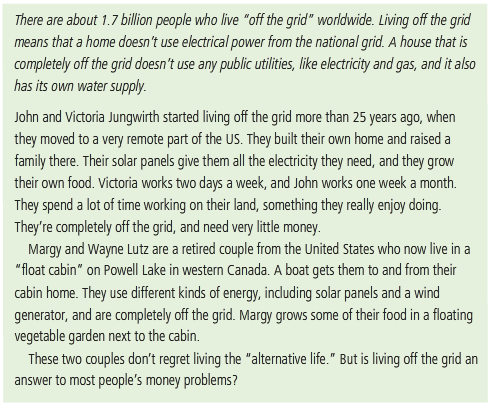 There are about 1.7 billion people who live “off the grid” worldwide. Living off the grid
means that a home doesn’t use electrical power from the national grid. A house that is
completely off the grid doesn’t use any public utilities, like electricity and gas, and it also
has its own water supply.
John and Victoria Jungwirth started living off the grid more than 25 years ago, when
they moved to a very remote part of the US. They built their own home and raised a
family there. Their solar panels give them all the electricity they need, and they grow
their own food. Victoria works two days a week, and John works one week a month.
They spend a lot of time working on their land, something they really enjoy doing.
They’re completely off the grid, and need very little money.
Margy and Wayne Lutz are a retired couple from the United States who now live in a
“float cabin” on Powell Lake in western Canada. A boat gets them to and from their
cabin home. They use different kinds of energy, including solar panels and a wind
generator, and are completely off the grid. Margy grows some of their food in a floating
vegetable garden next to the cabin.
These two couples don’t regret living the “alternative life.” But is living off the grid an
answer to most people’s money problems?